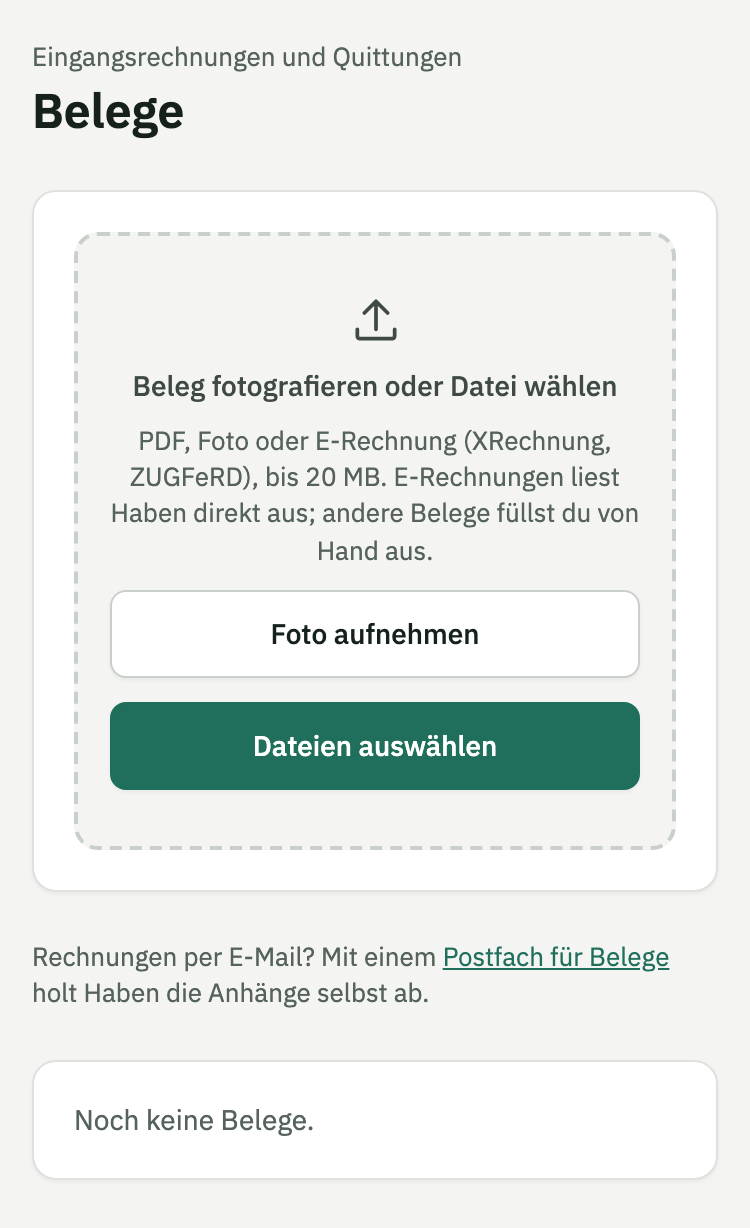 Eingangsrechnungen und Quittungen
Belege
Beleg fotografieren oder Datei wählen
PDF, Foto oder E-Rechnung (XRechnung,
ZUGFeRD), bis 20 MB. E-Rechnungen liest
Haben direkt aus; andere Belege füllst du von
Hand aus.
Foto aufnehmen
Dateien auswählen
Rechnungen per E-Mail? Mit einem Postfach für Belege
holt Haben die Anhänge selbst ab.
Noch keine Belege.